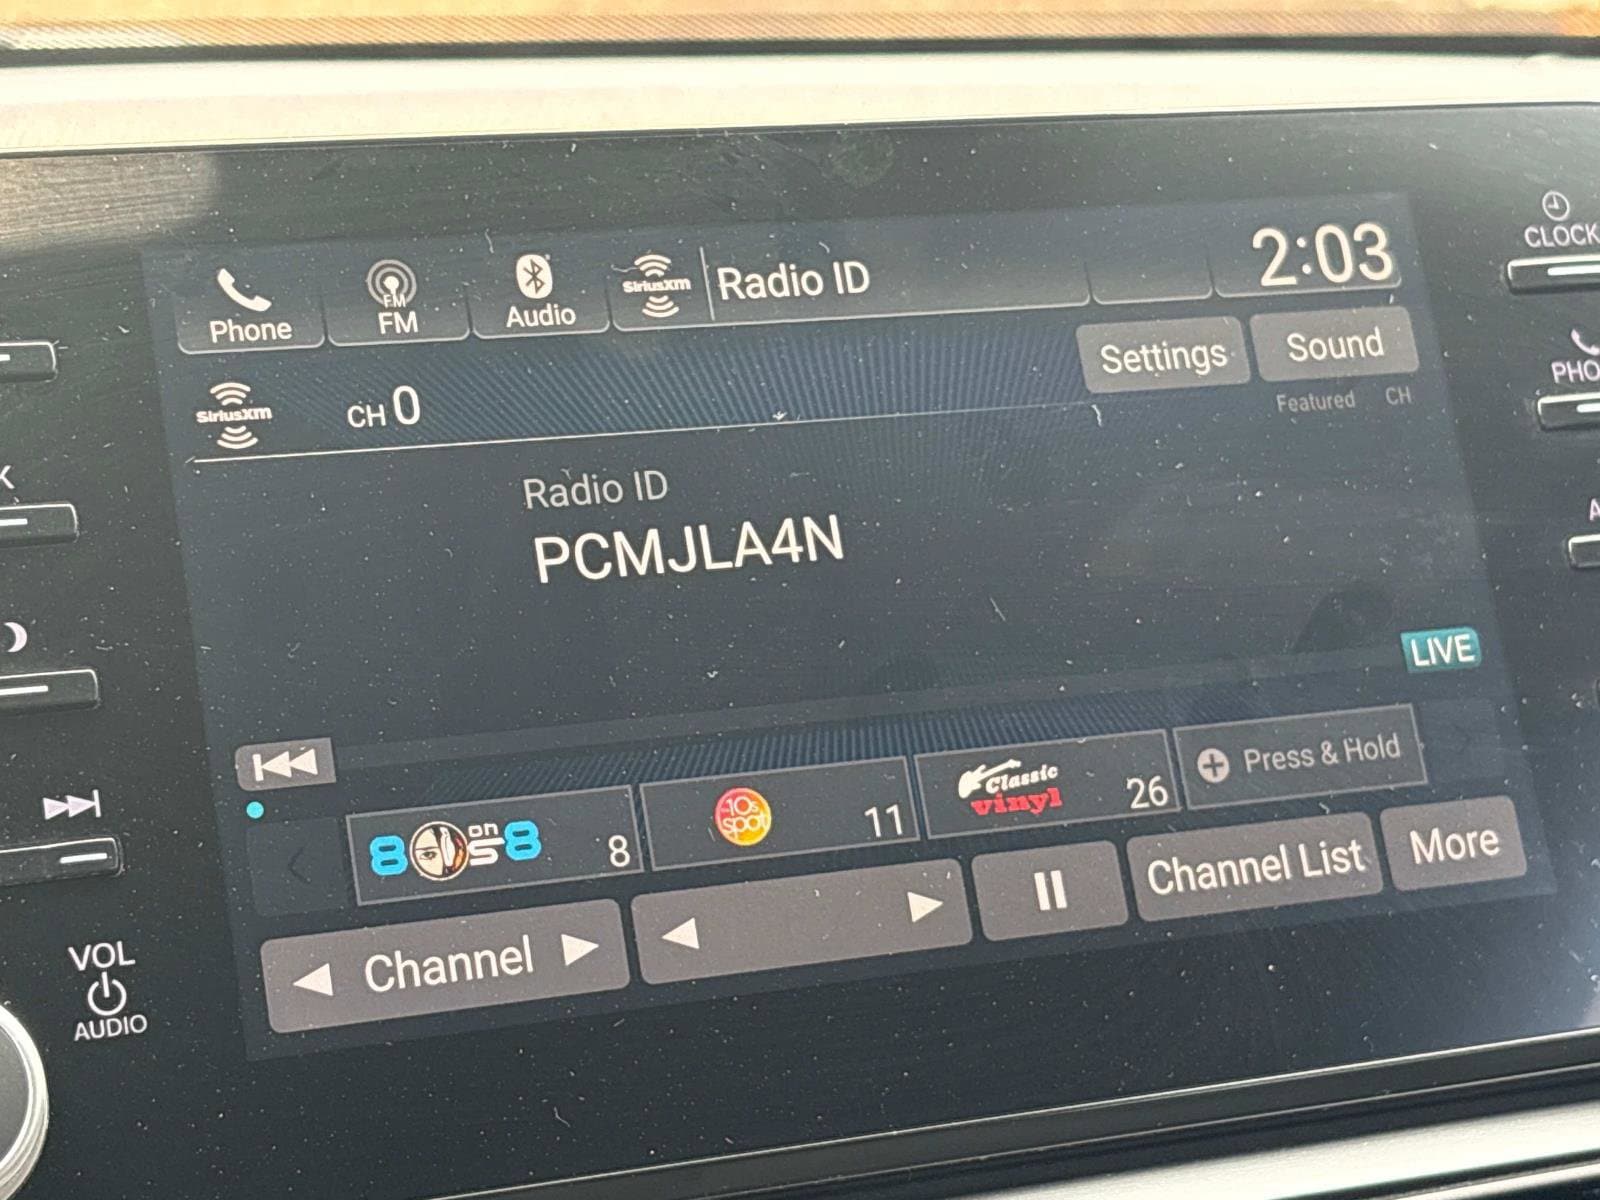 Phone
FM
FM
Audio
SiriusXM
Radio ID
2:03
CLOCK
Settings
Sound
SiriusXM
CH 0
Featured CH
Radio ID
PCMJLA4N
LIVE
8 on 8
8
10s
spot
11
Classic
vinyl
26
Press & Hold
Channel
Channel List
More
VOL
AUDIO